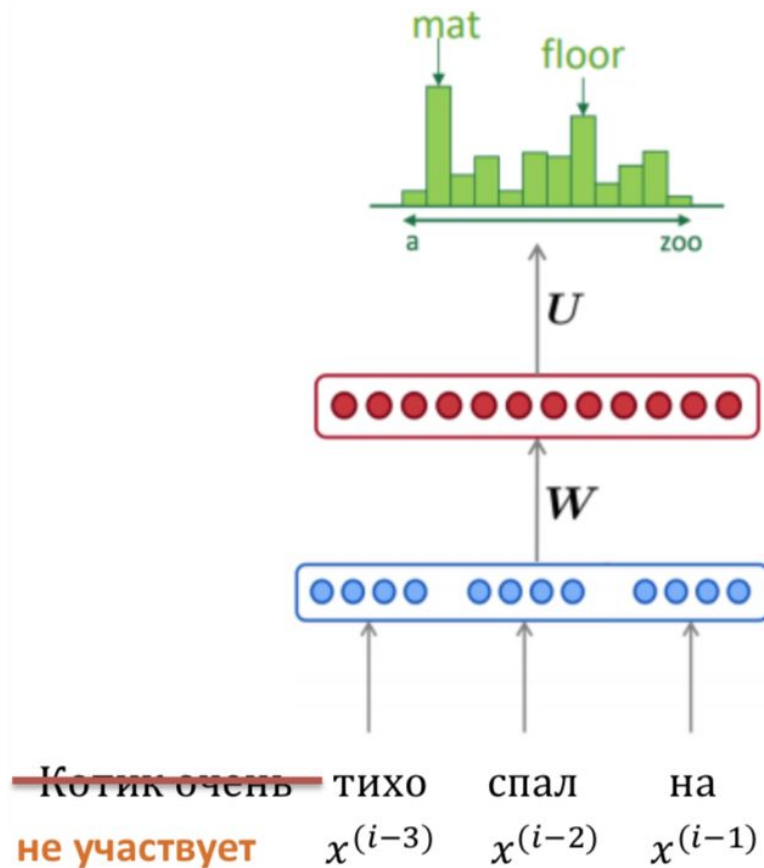 mat
floor
a zoo
U
W
Котик очень тихо спал на
не участвует x^{(i-3)} x^{(i-2)} x^{(i-1)}